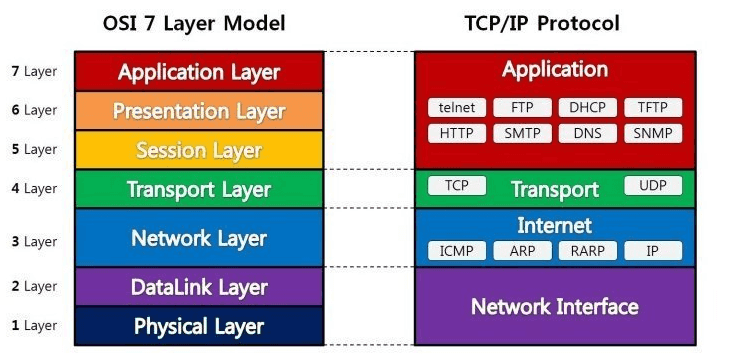 OSI 7 Layer Model
7 Layer
Application Layer
6 Layer
Presentation Layer
5 Layer
Session Layer
4 Layer
Transport Layer
3 Layer
Network Layer
2 Layer
DataLink Layer
1 Layer
Physical Layer
TCP/IP Protocol
Application
telnet FTP DHCP TFTP
HTTP SMTP DNS SNMP
TCP Transport UDP
Internet
ICMP ARP RARP IP
Network Interface